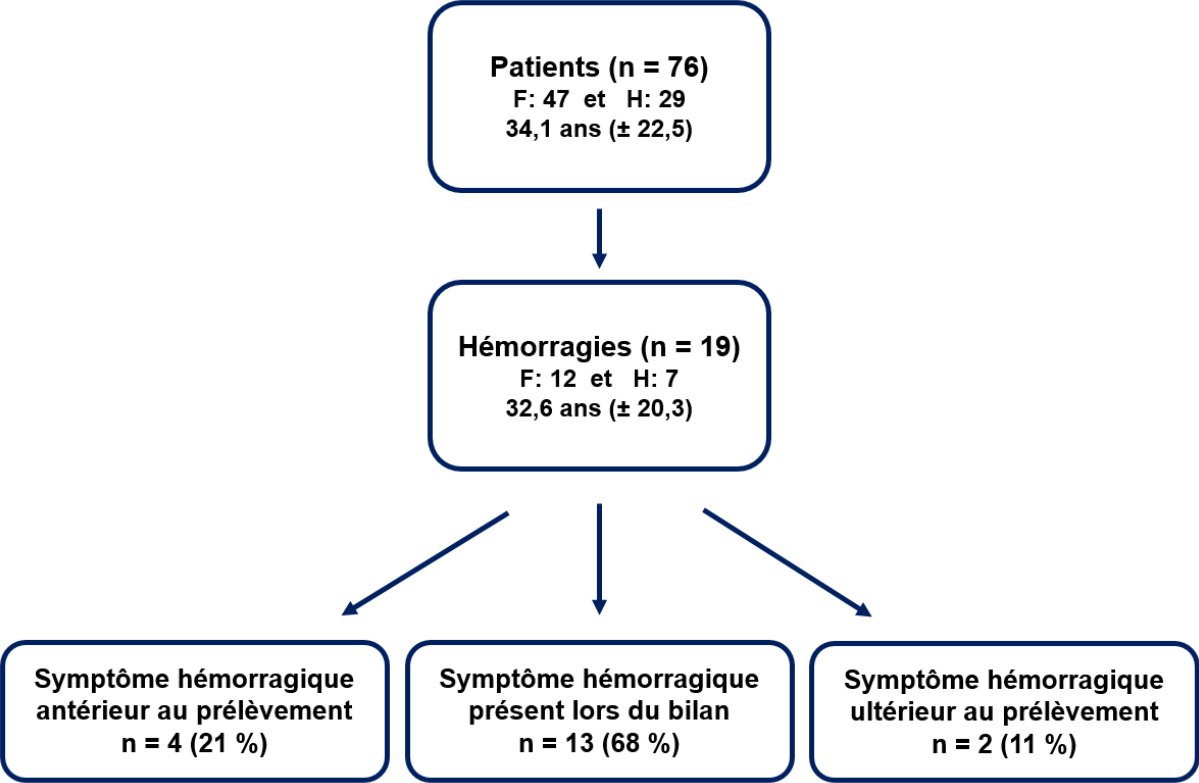 Patients (n = 76)
F: 47 et H: 29
34,1 ans (± 22,5)
Hémorragies (n = 19)
F: 12 et H: 7
32,6 ans (± 20,3)
Symptôme hémorragique
antérieur au prélèvement
n = 4 (21 %)
Symptôme hémorragique
présent lors du bilan
n = 13 (68 %)
Symptôme hémorragique
ultérieur au prélèvement
n = 2 (11 %)